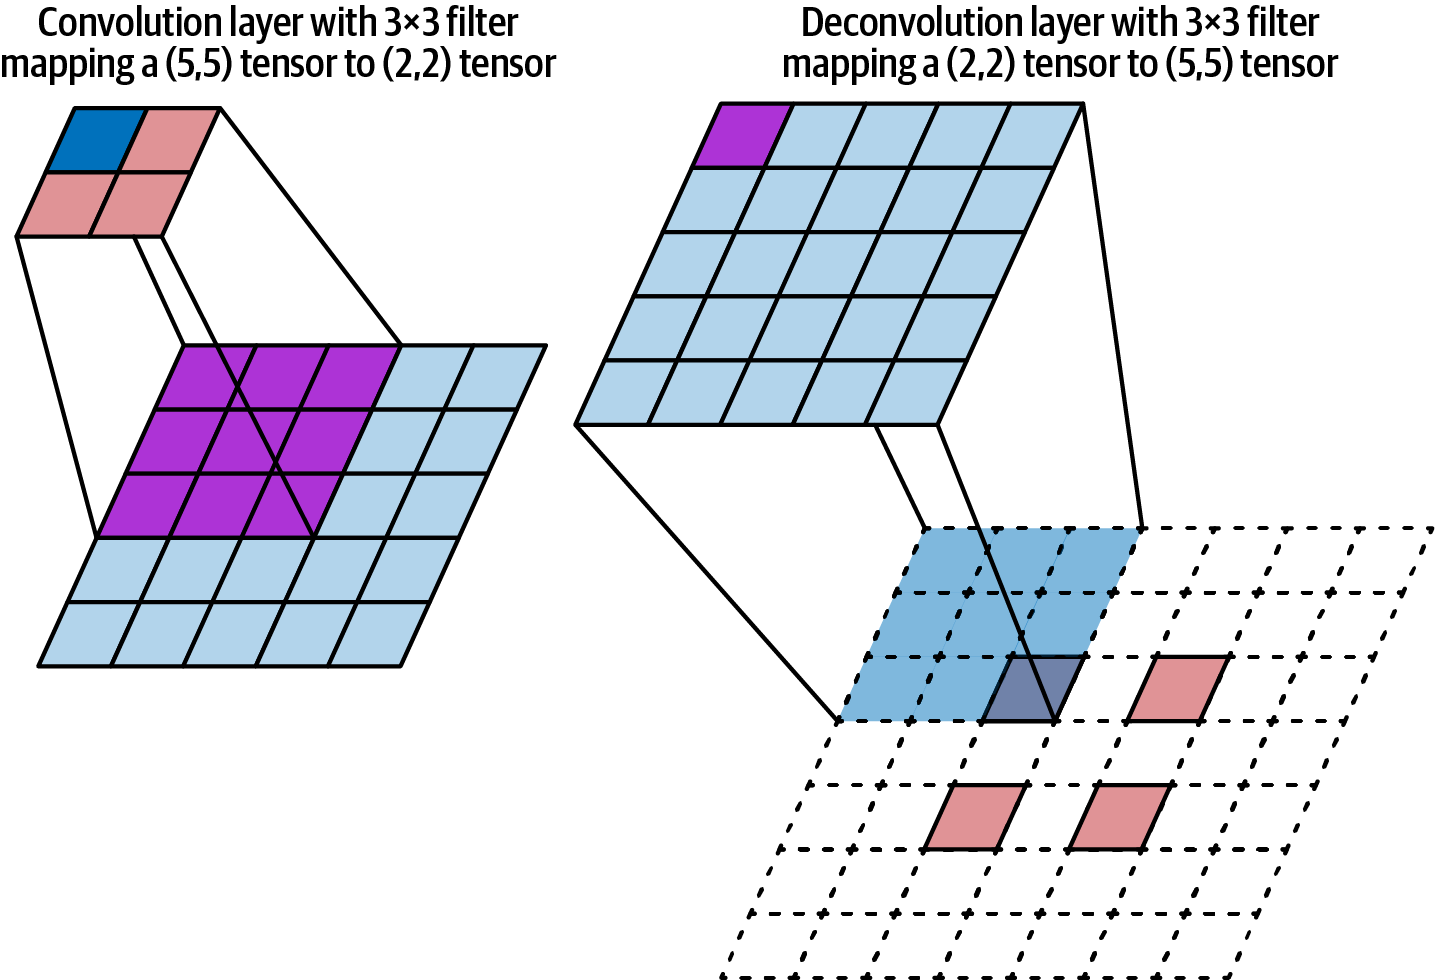 Convolution layer with 3×3 filter
mapping a (5,5) tensor to (2,2) tensor
Deconvolution layer with 3×3 filter
mapping a (2,2) tensor to (5,5) tensor